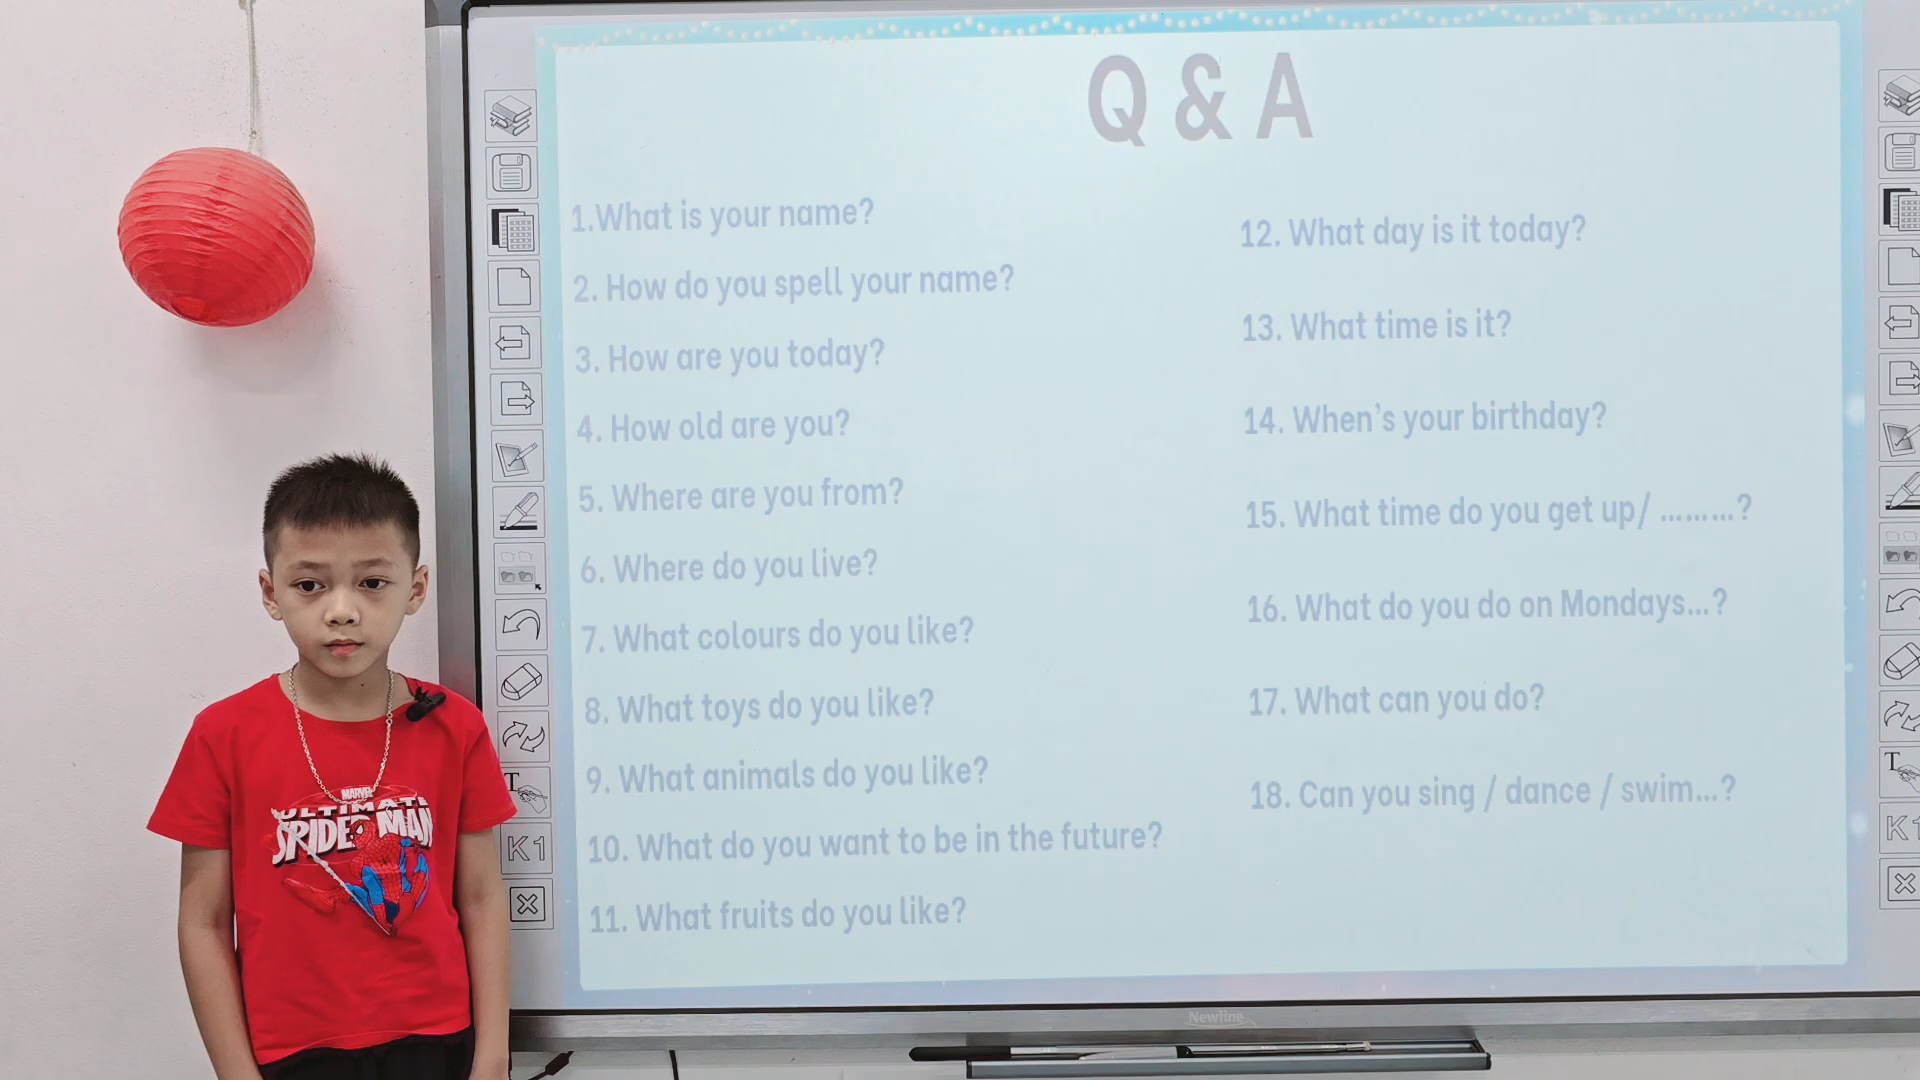 Q & A
1.What is your name?
2. How do you spell your name?
3. How are you today?
4. How old are you?
5. Where are you from?
6. Where do you live?
7. What colours do you like?
8. What toys do you like?
9. What animals do you like?
10. What do you want to be in the future?
11. What fruits do you like?
12. What day is it today?
13. What time is it?
14. When's your birthday?
15. What time do you get up/ .........?
16. What do you do on Mondays...?
17. What can you do?
18. Can you sing / dance / swim...?
T
K1
T
K1
MARVEL
ULTIMATE
SPIDER MAN
Newline